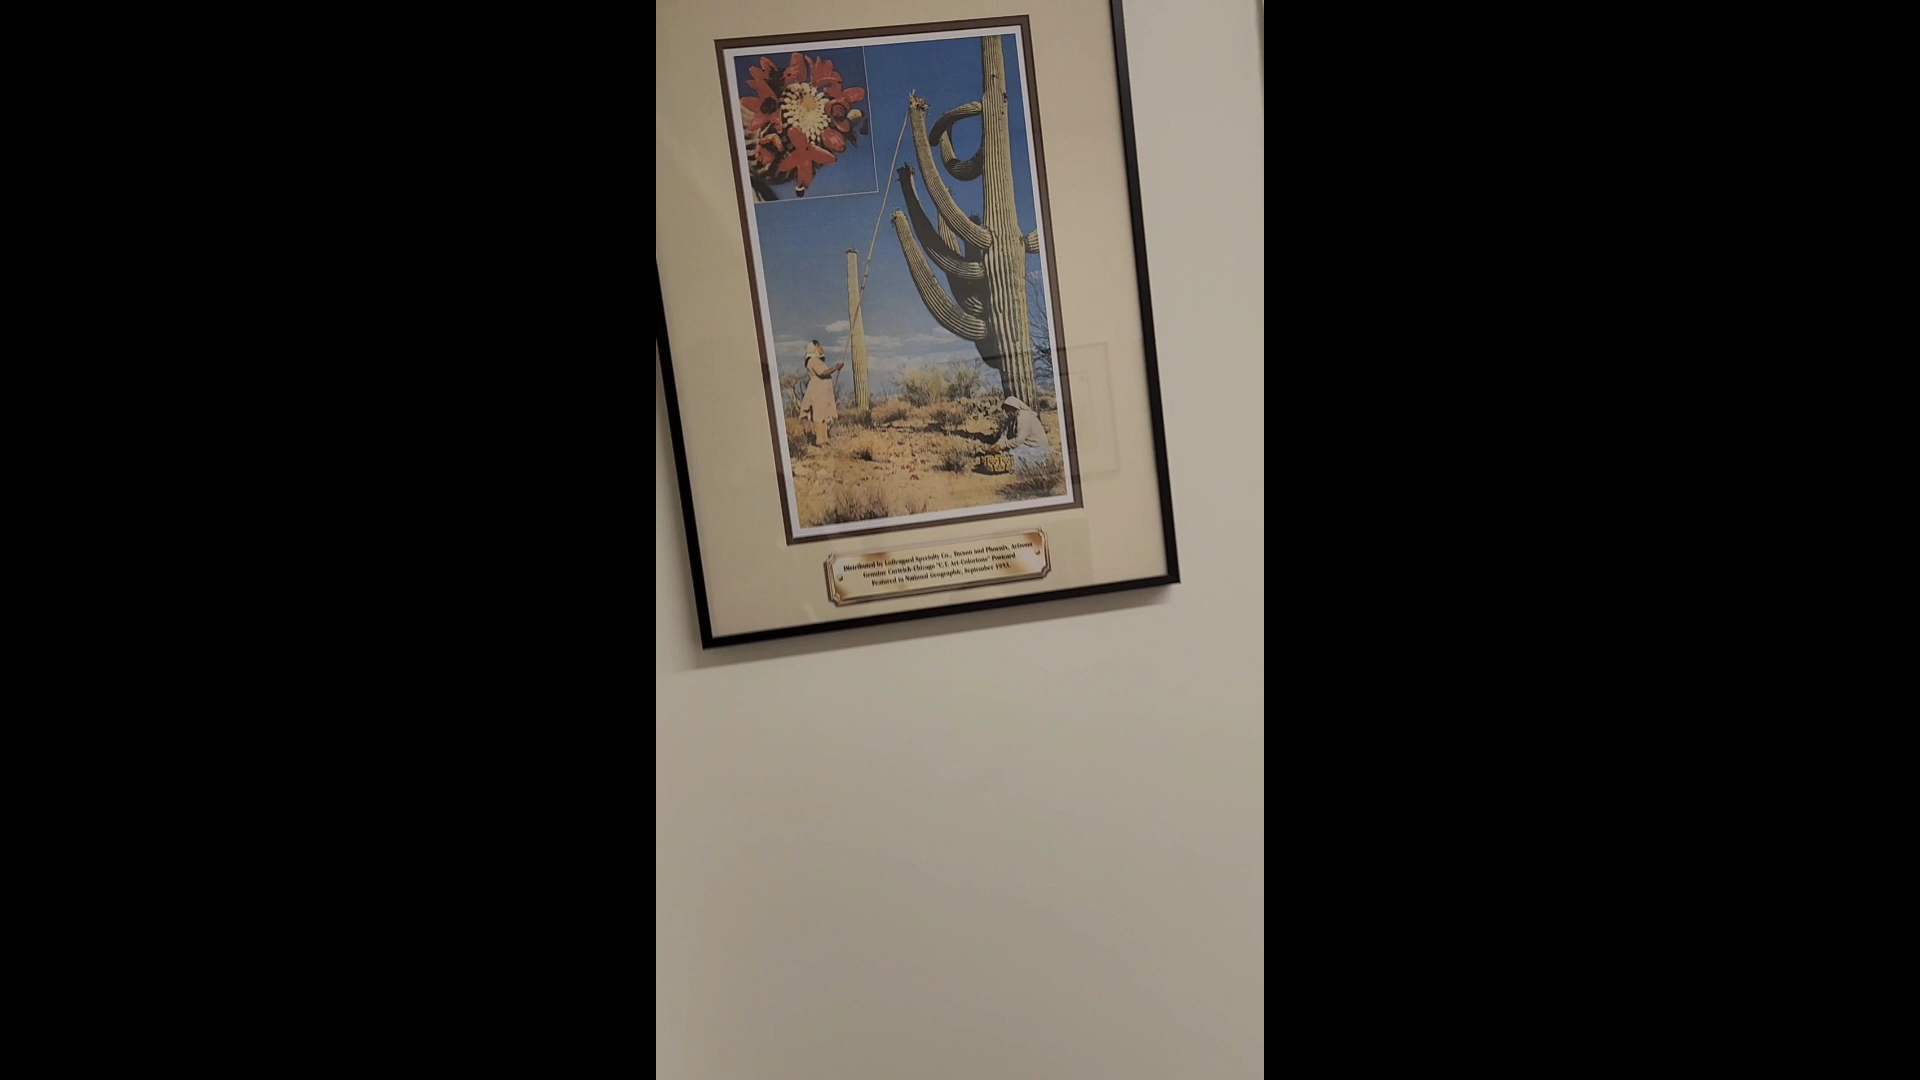 Distributed by Lollesgard Specialty Co., Tucson and Phoenix, Arizona
Genuine Curteich-Chicago "C.T. Art-Colortone" Postcard
Featured in National Geographic, September 1953.